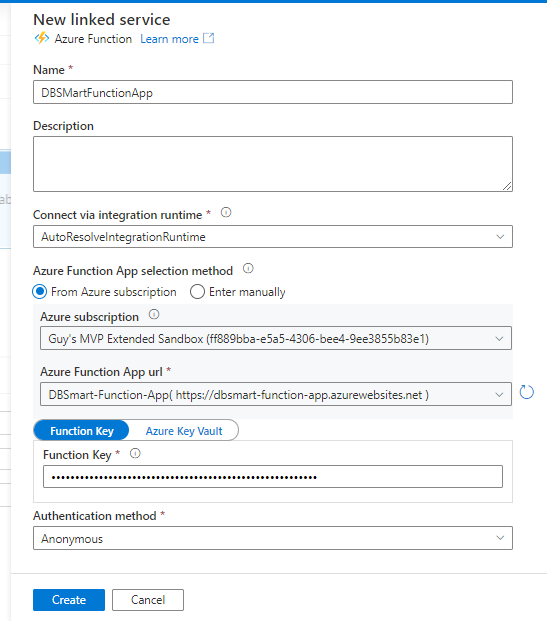 New linked service
Azure Function Learn more
Name *
DBSMartFunctionApp
Description
Connect via integration runtime *
AutoResolveIntegrationRuntime
Azure Function App selection method
From Azure subscription Enter manually
Azure subscription
Guy's MVP Extended Sandbox (ff889bba-e5a5-4306-bee4-9ee3855b83e1)
Azure Function App url *
DBSmart-Function-App( https://dbsmart-function-app.azurewebsites.net )
Function Key Azure Key Vault
Function Key *
••••••••••••••••••••••••••••••••••••••••••••••••••••••••
Authentication method *
Anonymous
Create Cancel